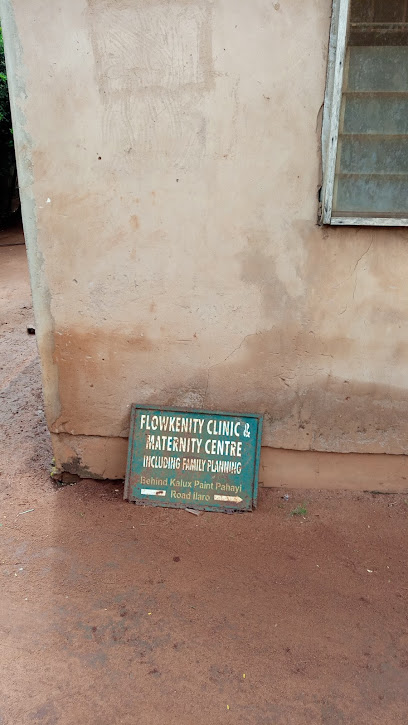 FLOWKENITY CLINIC &
MATERNITY CENTRE
INCLUDING FAMILY PLANNING
Behind Kalux Paint Pahayi
Road Ilaro